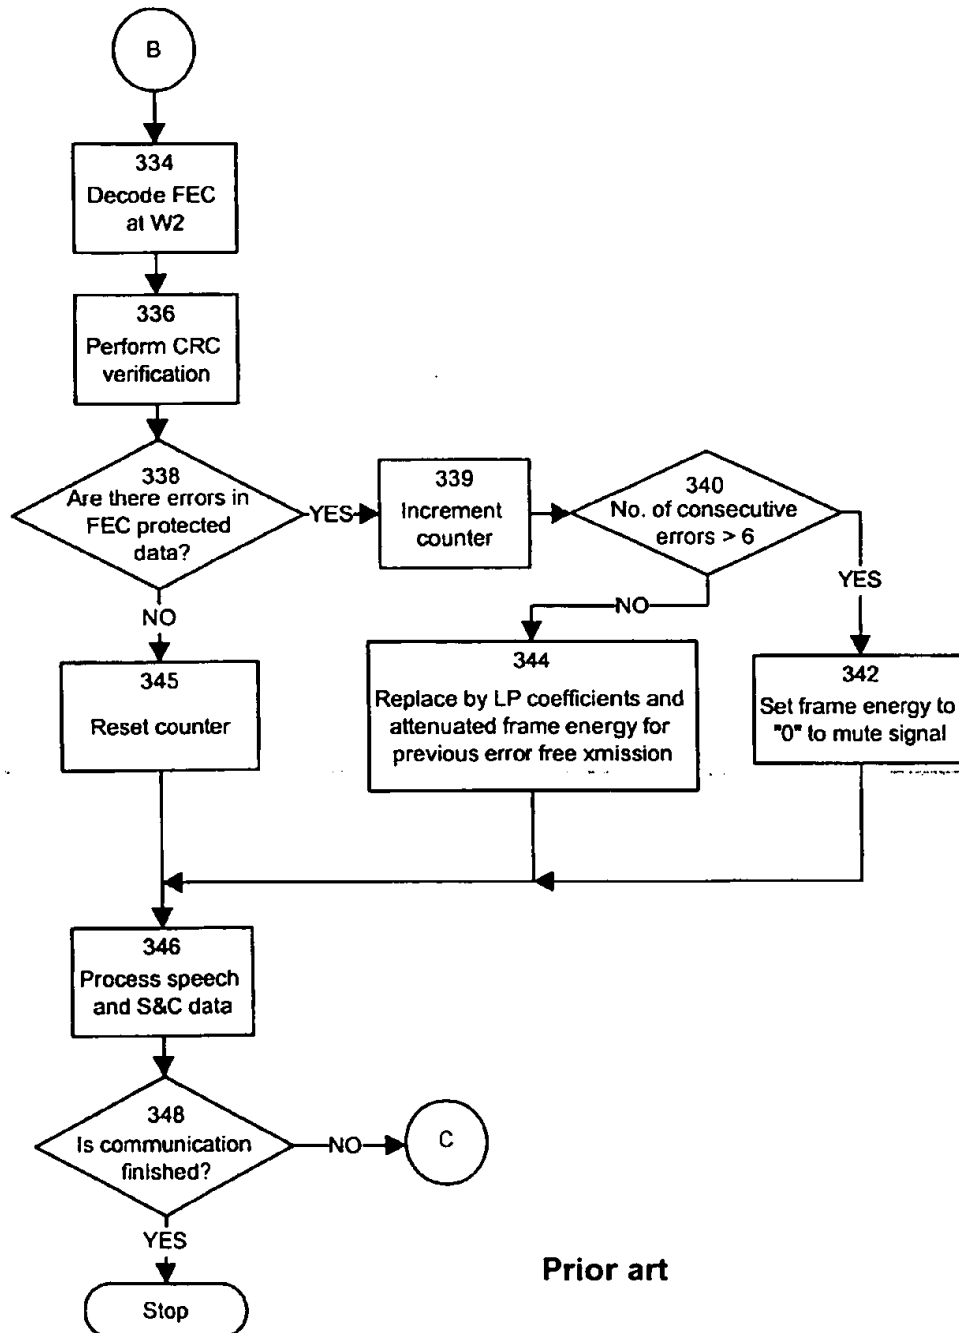 B
334
Decode FEC
at W2
336
Perform CRC
verification
338
Are there errors in
FEC protected
data?
YES
339
Increment
counter
340
No. of consecutive
errors > 6
YES
NO
NO
345
Reset counter
344
Replace by LP coefficients and
attenuated frame energy for
previous error free xmission
342
Set frame energy to
"0" to mute signal
346
Process speech
and S&C data
348
Is communication
finished?
NO
C
YES
Stop
Prior art